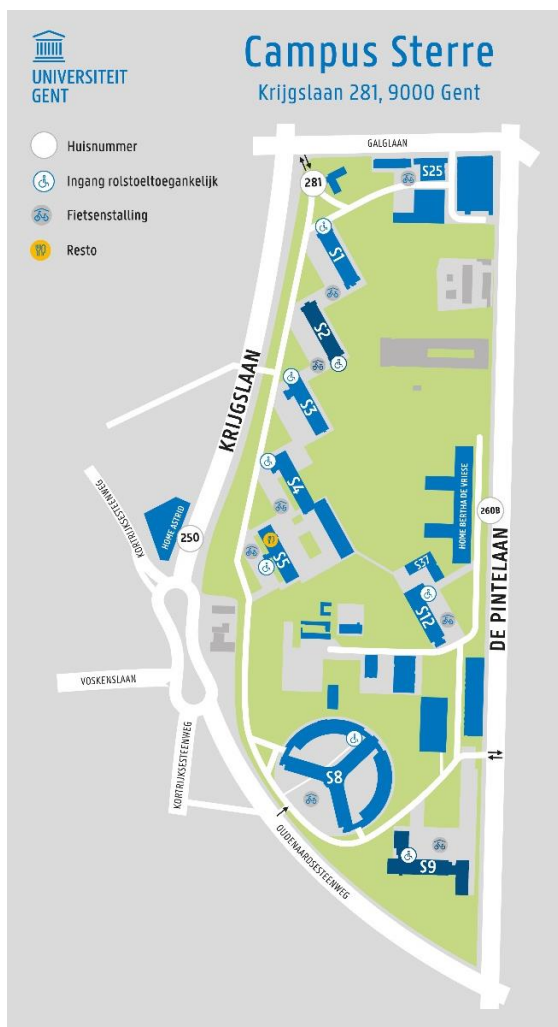 UNIVERSITEIT
GENT
Campus Sterre
Krijgslaan 281, 9000 Gent
Huisnummer
Ingang rolstoeltoegankelijk
Fietsenstalling
Resto
GALGLAAN
281
S25
S1
S2
KRIJGSLAAN
S3
S4
KORTRIJKSESTEENWEG
HOME ASTRID
250
S5
HOME BERTHA DE VRIESE
260B
DE PINTELAAN
S37
S12
VOSKENSLAAN
KORTRIJKSESTEENWEG
S8
OUDENAARDSESTEENWEG
S9